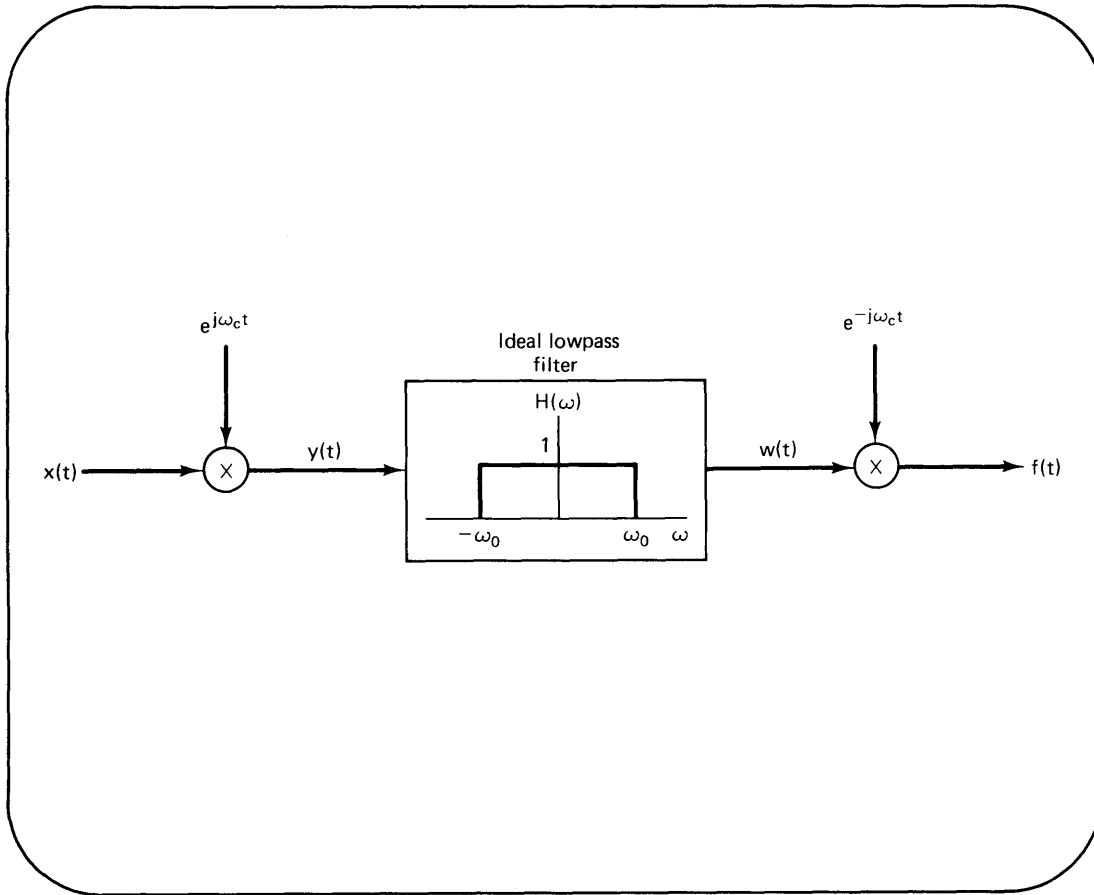 e^{jω_c t}
e^{-jω_c t}
Ideal lowpass
filter
H(ω)
1
x(t)
X
y(t)
w(t)
X
f(t)
-ω_0
ω_0
ω